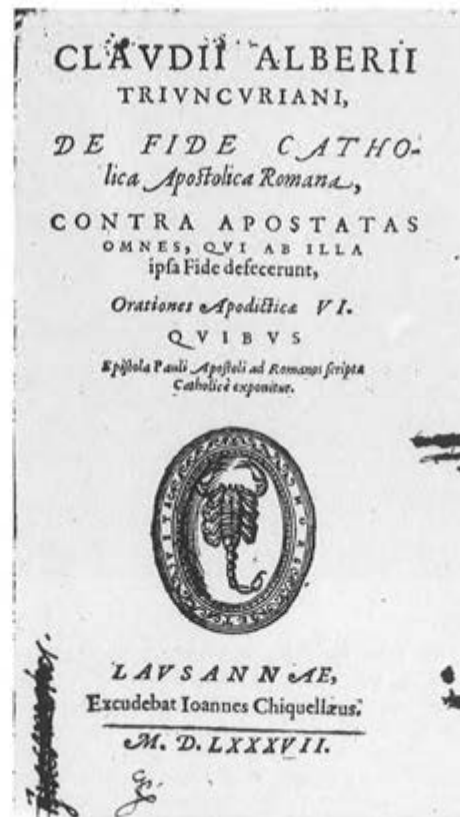 CLAVDII ALBERII
TRIVNCVRIANI,
DE FIDE CATHO-
lica Apostolica Romana,
CONTRA APOSTATAS
OMNES, QVI AB ILLA
ipsa Fide defecerunt,
Orationes Apodicticæ VI.
QVIBVS
Epistola Pauli Apostoli ad Romanos scripta
Catholicè exponitur.
LAVSANNAE,
Excudebat Ioannes Chiquellæus.
M. D. LXXXVII.